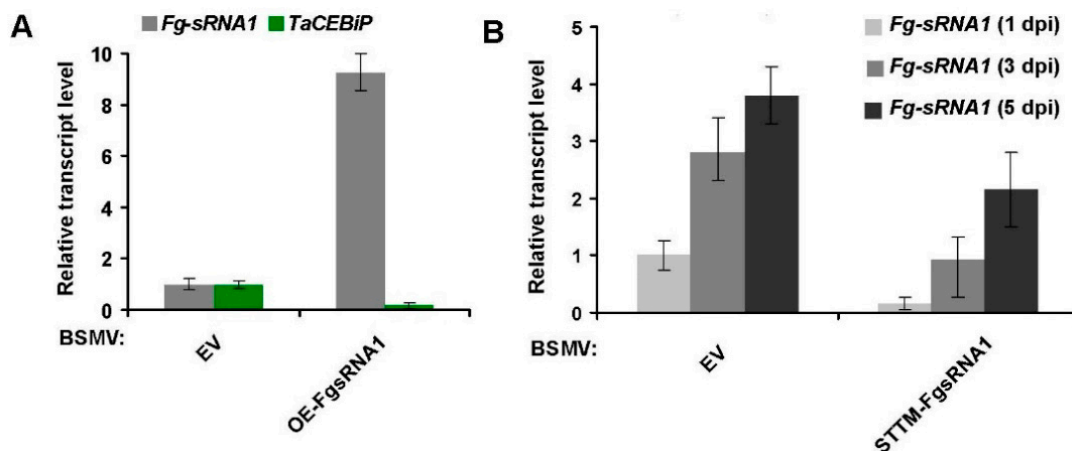 A
Fg-sRNA1 TaCEBiP
Relative transcript level
10
8
6
4
2
0
BSMV:
EV
OE-FgsRNA1
B
Fg-sRNA1 (1 dpi)
Fg-sRNA1 (3 dpi)
Fg-sRNA1 (5 dpi)
Relative transcript level
5
4
3
2
1
0
BSMV:
EV
STTM-FgsRNA1